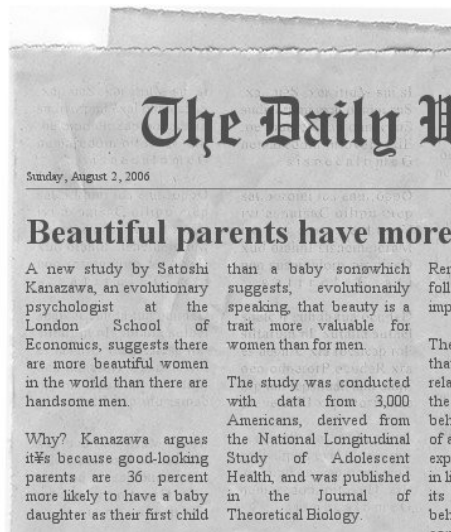 The Daily
Sunday, August 2, 2006
Beautiful parents have more
A new study by Satoshi
Kanazawa, an evolutionary
psychologist at the
London School of
Economics, suggests there
are more beautiful women
in the world than there are
handsome men.
Why? Kanazawa argues
it¥s because good-looking
parents are 36 percent
more likely to have a baby
daughter as their first child
than a baby sonowhich
suggests, evolutionarily
speaking, that beauty is a
trait more valuable for
women than for men.
The study was conducted
with data from 3,000
Americans, derived from
the National Longitudinal
Study of Adolescent
Health, and was published
in the Journal of
Theoretical Biology.